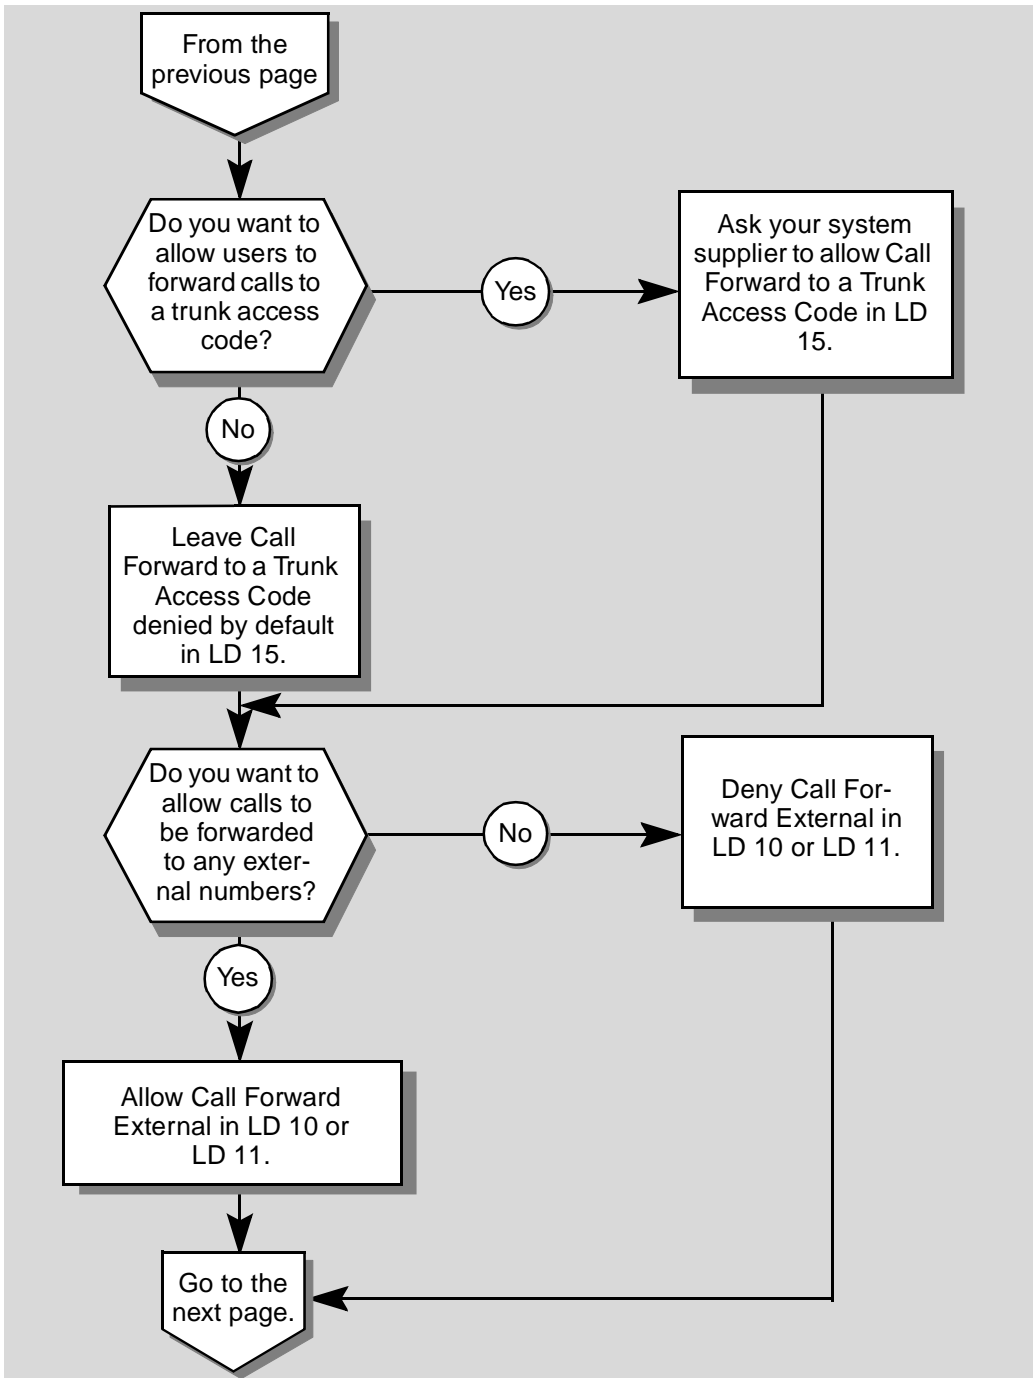 From the
previous page
Do you want to
allow users to
forward calls to
a trunk access
code?
Yes
Ask your system
supplier to allow Call
Forward to a Trunk
Access Code in LD
15.
No
Leave Call
Forward to a Trunk
Access Code
denied by default
in LD 15.
Do you want to
allow calls to
be forwarded
to any exter-
nal numbers?
No
Deny Call For-
ward External in
LD 10 or LD 11.
Yes
Allow Call Forward
External in LD 10 or
LD 11.
Go to the
next page.